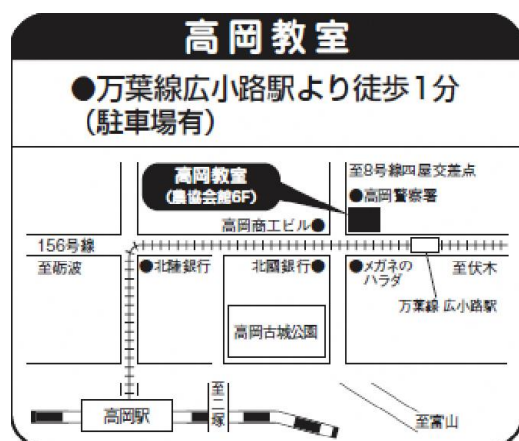 高岡教室
●万葉線広小路駅より徒歩1分
（駐車場有）
高岡教室
（農協会館6F）
至8号線四屋交差点
●高岡警察署
高岡商工ビル●
156号線
至砺波
●北陸銀行
北國銀行●
●メガネの
ハラダ
至伏木
万葉線 広小路駅
高岡古城公園
高岡駅
至二塚
至富山